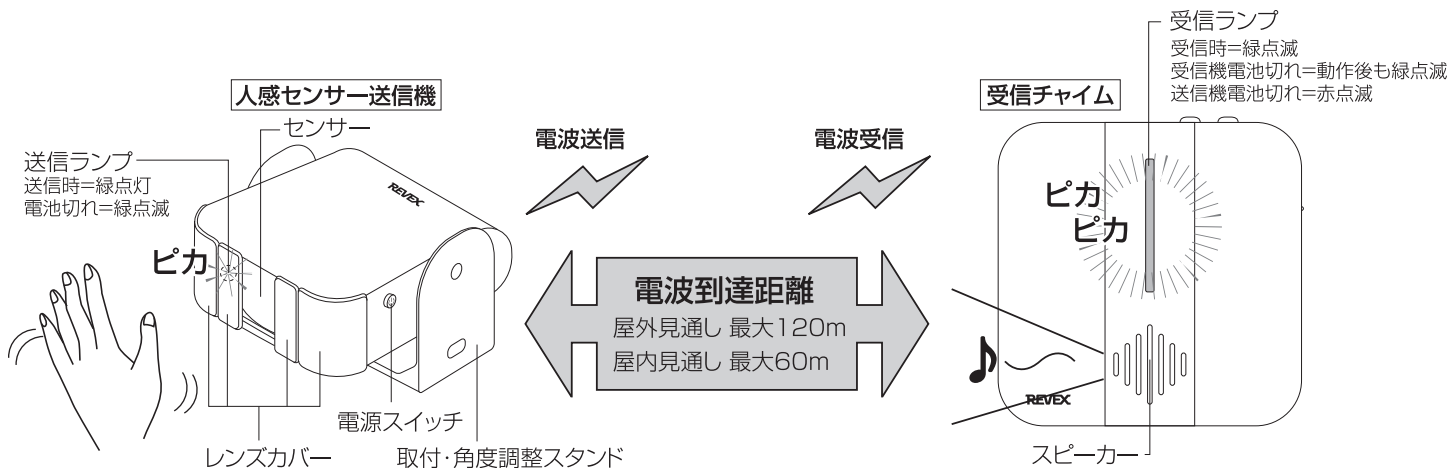 人感センサー送信機
センサー
送信ランプ
送信時=緑点灯
電池切れ=緑点滅
ピカ
REVEX
電源スイッチ
レンズカバー
取付・角度調整スタンド
電波送信
電波受信
電波到達距離
屋外見通し 最大120m
屋内見通し 最大60m
受信ランプ
受信時=緑点滅
受信機電池切れ=動作後も緑点滅
送信機電池切れ=赤点滅
受信チャイム
ピカ
ピカ
REVEX
スピーカー